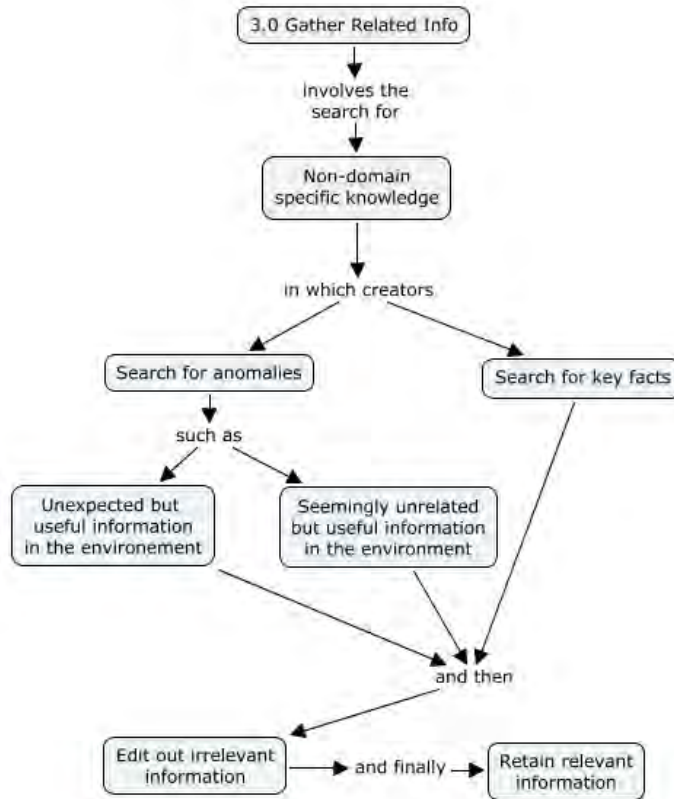 3.0 Gather Related Info
involves the
search for
Non-domain
specific knowledge
in which creators
Search for anomalies
Search for key facts
such as
Unexpected but
useful information
in the environement
Seemingly unrelated
but useful information
in the environment
and then
Edit out irrelevant
information
and finally
Retain relevant
information